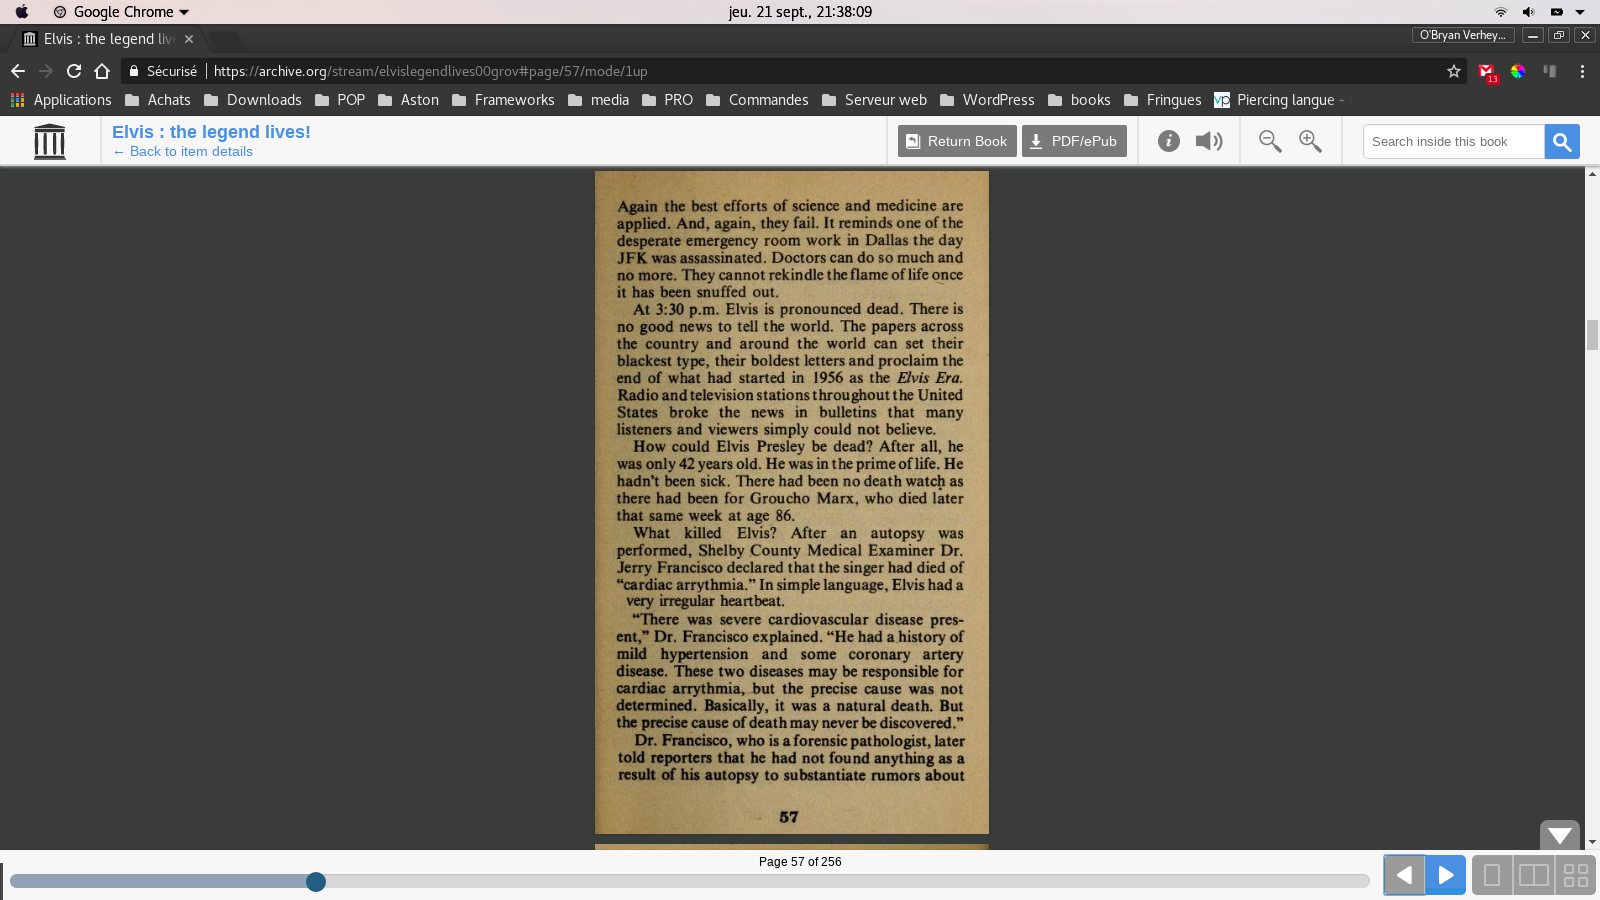 Google Chrome
jeu. 21 sept., 21:38:09
Elvis : the legend live
O'Bryan Verhey...
Sécurisé
https://archive.org/stream/elvislegendlives00grov#page/57/mode/1up
13
Applications Achats Downloads POP Aston Frameworks media PRO Commandes Serveur web WordPress books Fringues vp Piercing langue -
Elvis : the legend lives!
← Back to item details
Return Book
PDF/ePub
Search inside this book
Again the best efforts of science and medicine are
applied. And, again, they fail. It reminds one of the
desperate emergency room work in Dallas the day
JFK was assassinated. Doctors can do so much and
no more. They cannot rekindle the flame of life once
it has been snuffed out.
At 3:30 p.m. Elvis is pronounced dead. There is
no good news to tell the world. The papers across
the country and around the world can set their
blackest type, their boldest letters and proclaim the
end of what had started in 1956 as the Elvis Era.
Radio and television stations throughout the United
States broke the news in bulletins that many
listeners and viewers simply could not believe.
How could Elvis Presley be dead? After all, he
was only 42 years old. He was in the prime of life. He
hadn't been sick. There had been no death watch as
there had been for Groucho Marx, who died later
that same week at age 86.
What killed Elvis? After an autopsy was
performed, Shelby County Medical Examiner Dr.
Jerry Francisco declared that the singer had died of
“cardiac arrythmia.” In simple language, Elvis had a
very irregular heartbeat.
“There was severe cardiovascular disease pres-
ent,” Dr. Francisco explained. “He had a history of
mild hypertension and some coronary artery
disease. These two diseases may be responsible for
cardiac arrythmia, but the precise cause was not
determined. Basically, it was a natural death. But
the precise cause of death may never be discovered.”
Dr. Francisco, who is a forensic pathologist, later
told reporters that he had not found anything as a
result of his autopsy to substantiate rumors about
57
Page 57 of 256